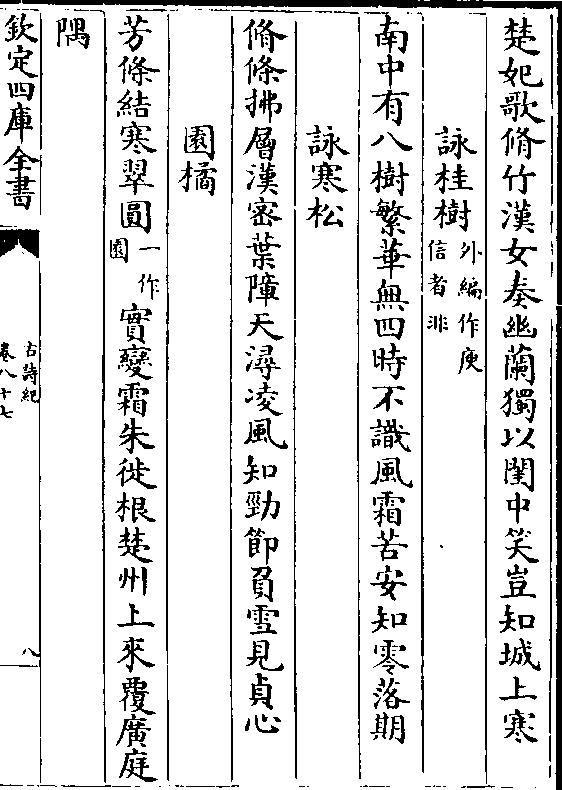 楚妃歌脩竹漢女奏幽蘭獨以閨中笑豈知城上寒
詠桂樹外編作庾信者非
南中有八樹繁華無四時不識風霜苦安知零落期
詠寒松
脩條拂層漢密葉障天潯凌風知勁節負雪見貞心
園橘
芳條結寒翠圓一作園實變霜朱徙根楚州上來覆廣庭
隅
欽定四庫全書
古詩紀
卷八十七
八